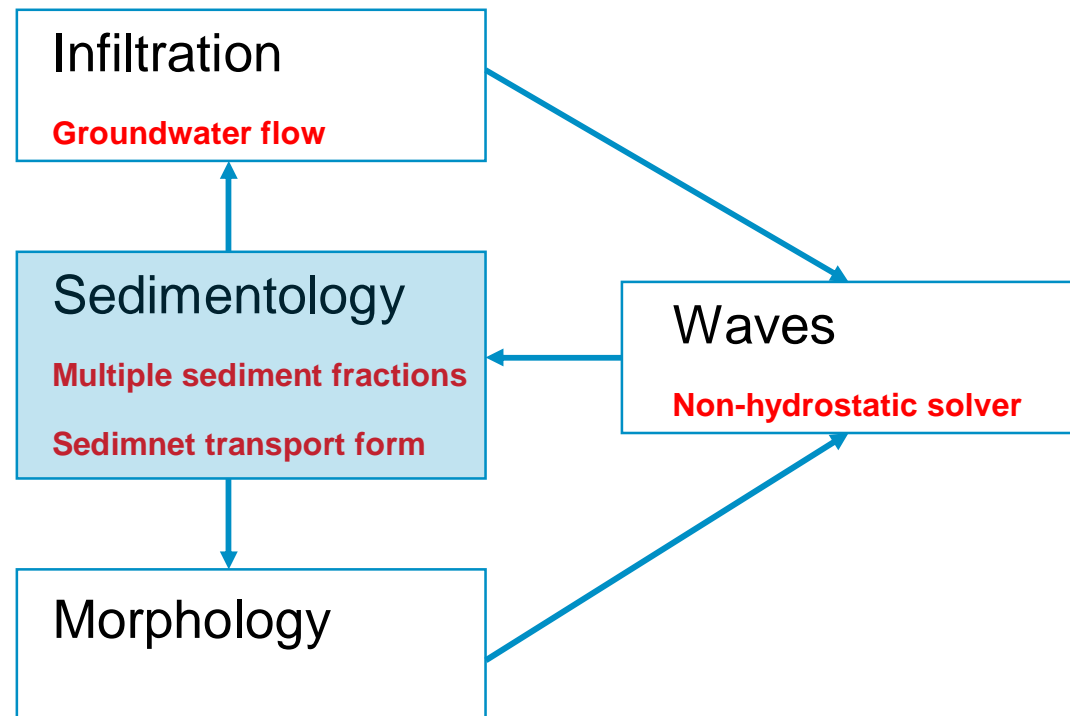 Infiltration
Groundwater flow
Sedimentology
Multiple sediment fractions
Sedimnet transport form
Waves
Non-hydrostatic solver
Morphology